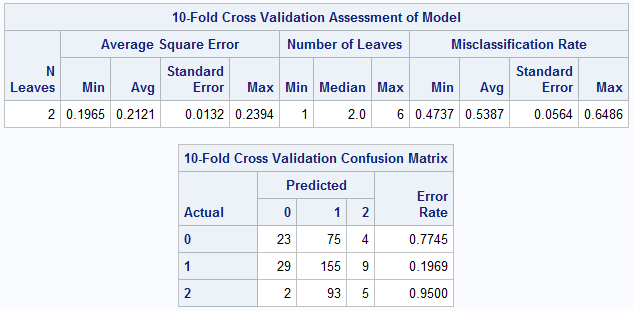 10-Fold Cross Validation Assessment of Model
N Leaves Average Square Error Number of Leaves Misclassification Rate
Min Avg Standard Error Max Min Median Max Min Avg Standard Error Max
2 0.1965 0.2121 0.0132 0.2394 1 2.0 6 0.4737 0.5387 0.0564 0.6486
10-Fold Cross Validation Confusion Matrix
Actual Predicted Error Rate
0 1 2
0 23 75 4 0.7745
1 29 155 9 0.1969
2 2 93 5 0.9500